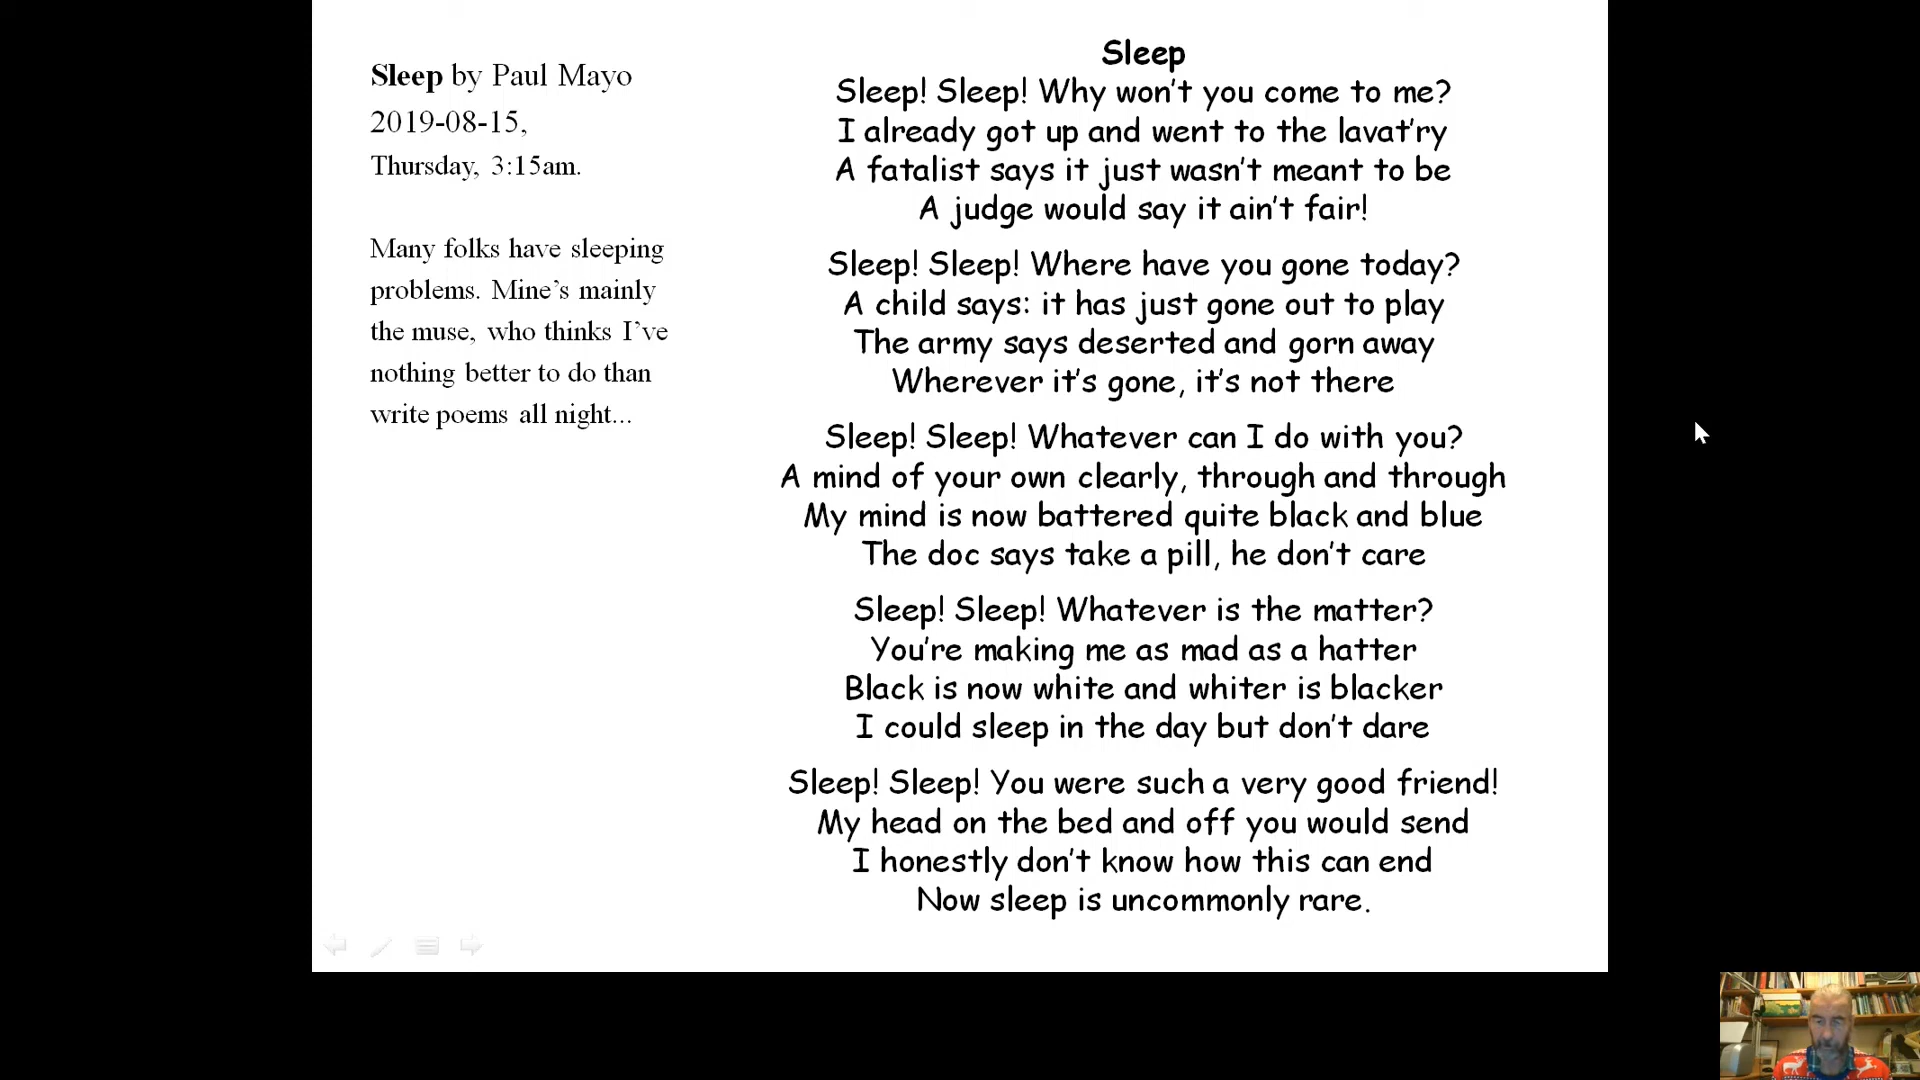 Sleep by Paul Mayo
2019-08-15,
Thursday, 3:15am.
Many folks have sleeping
problems. Mine's mainly
the muse, who thinks I've
nothing better to do than
write poems all night...
Sleep
Sleep! Sleep! Why won't you come to me?
I already got up and went to the lavat'ry
A fatalist says it just wasn't meant to be
A judge would say it ain't fair!
Sleep! Sleep! Where have you gone today?
A child says: it has just gone out to play
The army says deserted and gorn away
Wherever it's gone, it's not there
Sleep! Sleep! Whatever can I do with you?
A mind of your own clearly, through and through
My mind is now battered quite black and blue
The doc says take a pill, he don't care
Sleep! Sleep! Whatever is the matter?
You're making me as mad as a hatter
Black is now white and whiter is blacker
I could sleep in the day but don't dare
Sleep! Sleep! You were such a very good friend!
My head on the bed and off you would send
I honestly don't know how this can end
Now sleep is uncommonly rare.